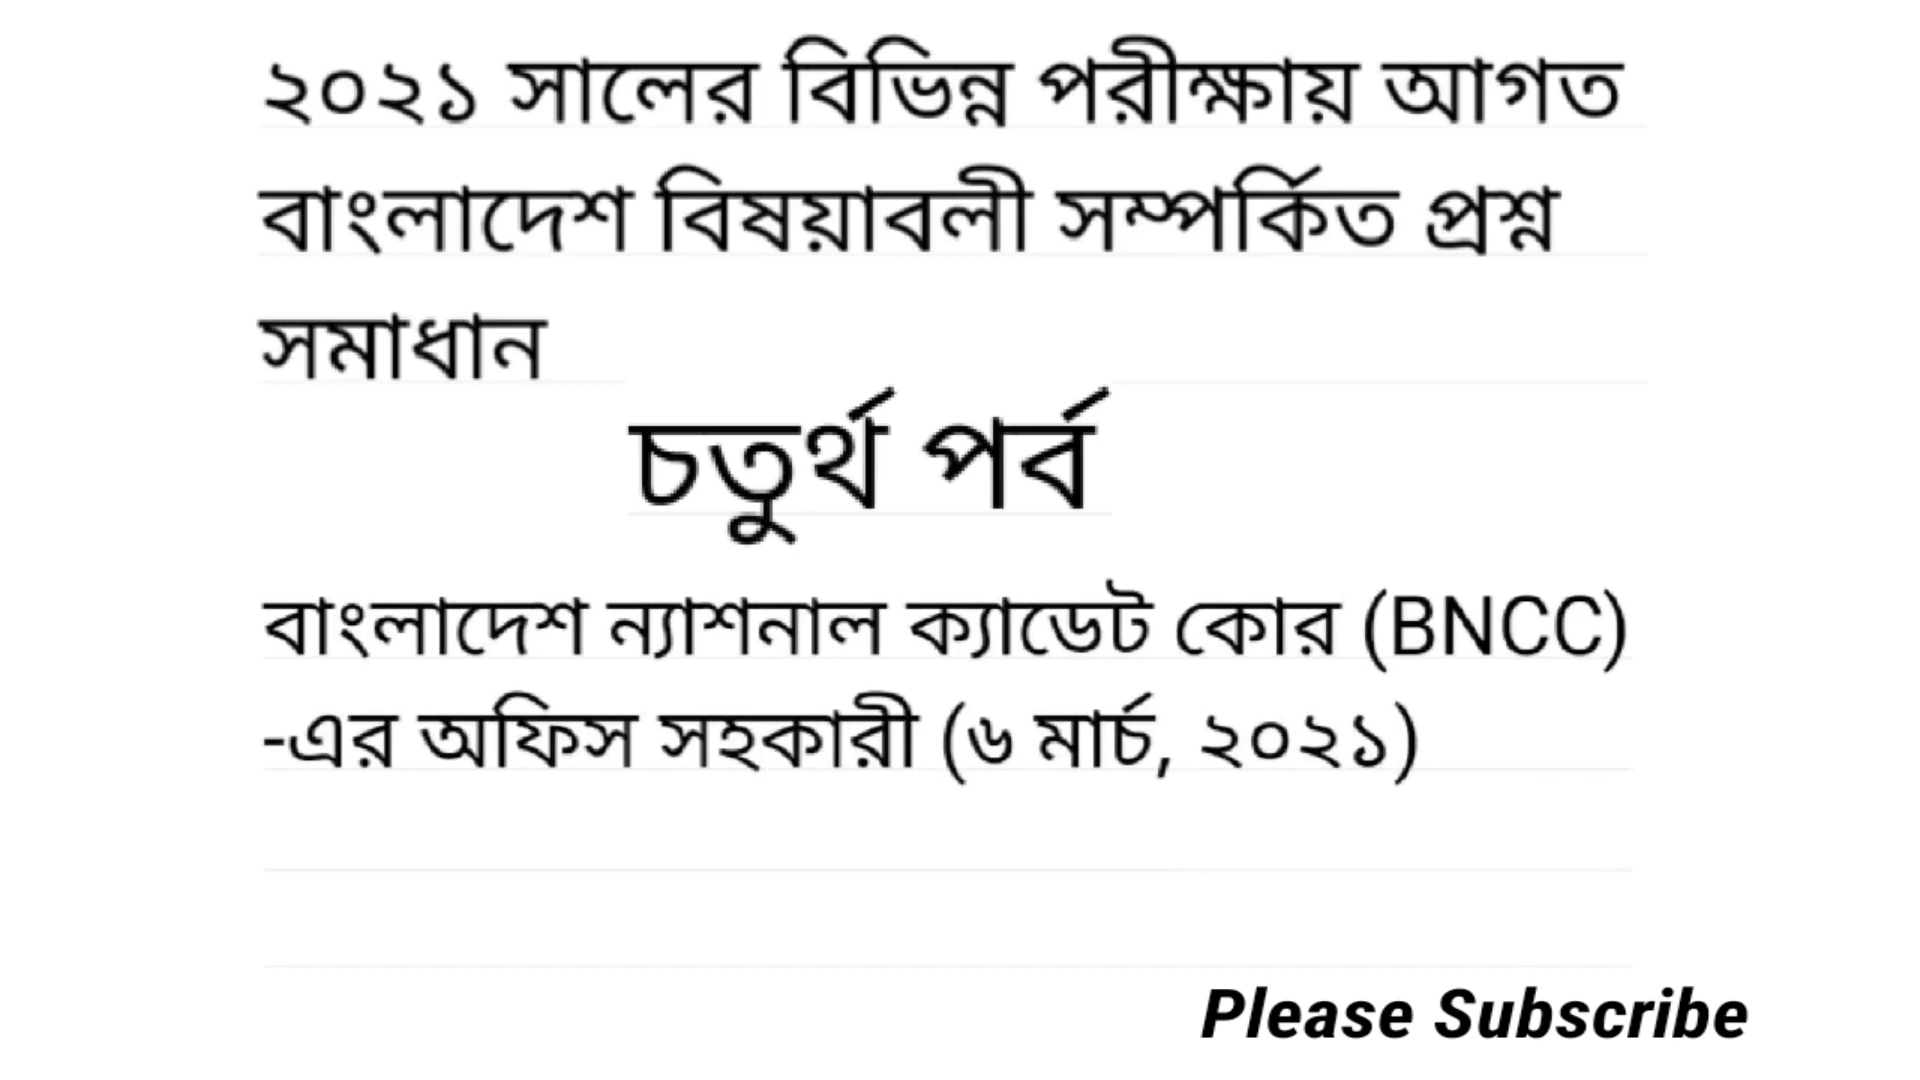 ২০২১ সালের বিভিন্ন পরীক্ষায় আগত
বাংলাদেশ বিষয়াবলী সম্পর্কিত প্রশ্ন
সমাধান
চতুর্থ পর্ব
বাংলাদেশ ন্যাশনাল ক্যাডেট কোর (BNCC)
-এর অফিস সহকারী (৬ মার্চ, ২০২১)
Please Subscribe